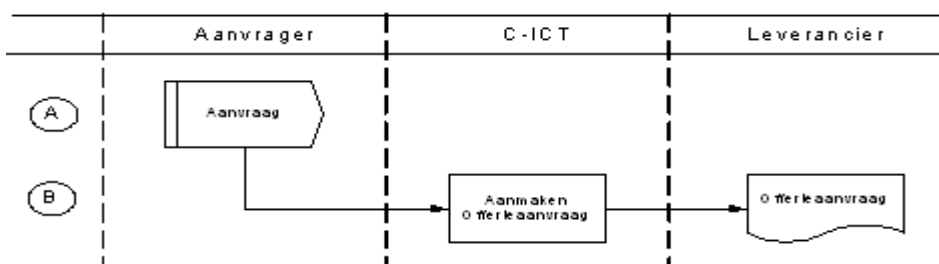 Aanvrager C-ICT Leverancier
A Aanvraag
B Aanmaken Offerteaanvraag Offerteaanvraag